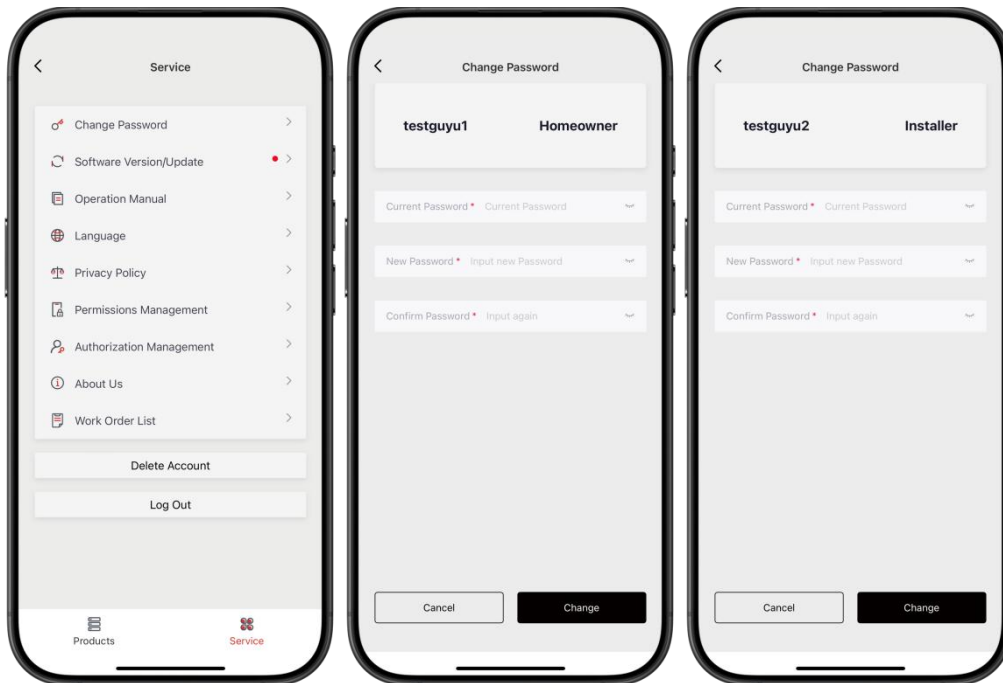 Service
Change Password
Software Version/Update
Operation Manual
Language
Privacy Policy
Permissions Management
Authorization Management
About Us
Work Order List
Delete Account
Log Out
Products
Service
Change Password
testguyu1 Homeowner
Current Password * Current Password
New Password * Input new Password
Confirm Password * Input again
Cancel
Change
Change Password
testguyu2 Installer
Current Password * Current Password
New Password * Input new Password
Confirm Password * Input again
Cancel
Change